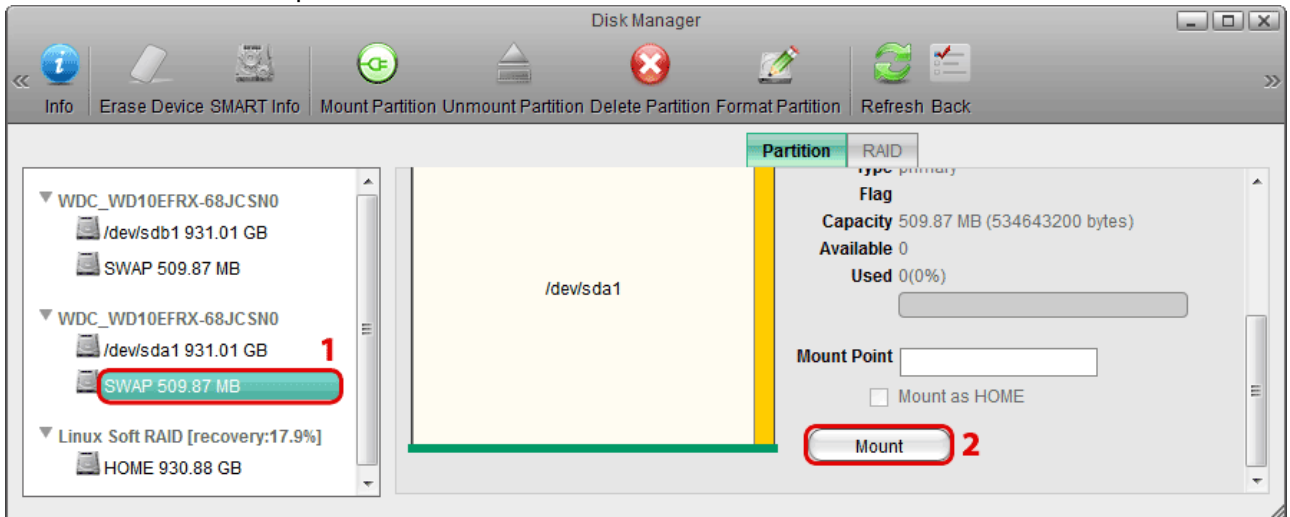 Disk Manager
Info Erase Device SMART Info Mount Partition Unmount Partition Delete Partition Format Partition Refresh Back
Partition RAID
WDC_WD10EFRX-68JCSN0
/dev/sdb1 931.01 GB
SWAP 509.87 MB
WDC_WD10EFRX-68JCSN0
/dev/sda1 931.01 GB 1
SWAP 509.87 MB
Linux Soft RAID [recovery:17.9%]
HOME 930.88 GB
/dev/sda1
Type primary
Flag
Capacity 509.87 MB (534643200 bytes)
Available 0
Used 0(0%)
Mount Point
Mount as HOME
Mount 2